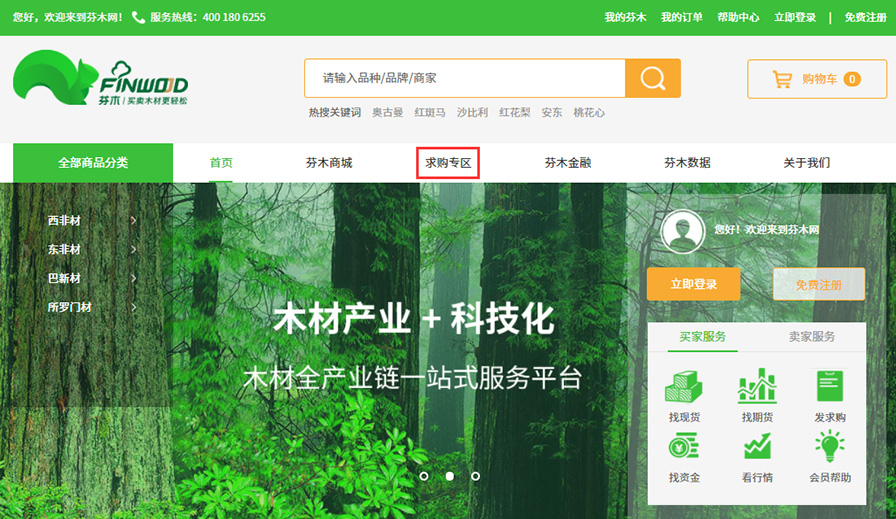 您好，欢迎来到芬木网！ 服务热线：400 180 6255 我的芬木 我的订单 帮助中心 立即登录 | 免费注册
FINWOOD
芬木 | 买卖木材更轻松
请输入品种/品牌/商家
购物车 0
热搜关键词 奥古曼 红斑马 沙比利 红花梨 安东 桃花心
全部商品分类 首页 芬木商城 求购专区 芬木金融 芬木数据 关于我们
西非材
东非材
巴新材
所罗门材
木材产业 + 科技化
木材全产业链一站式服务平台
您好！欢迎来到芬木网
立即登录 免费注册
买家服务 卖家服务
找现货 找期货 发求购
找资金 看行情 会员帮助